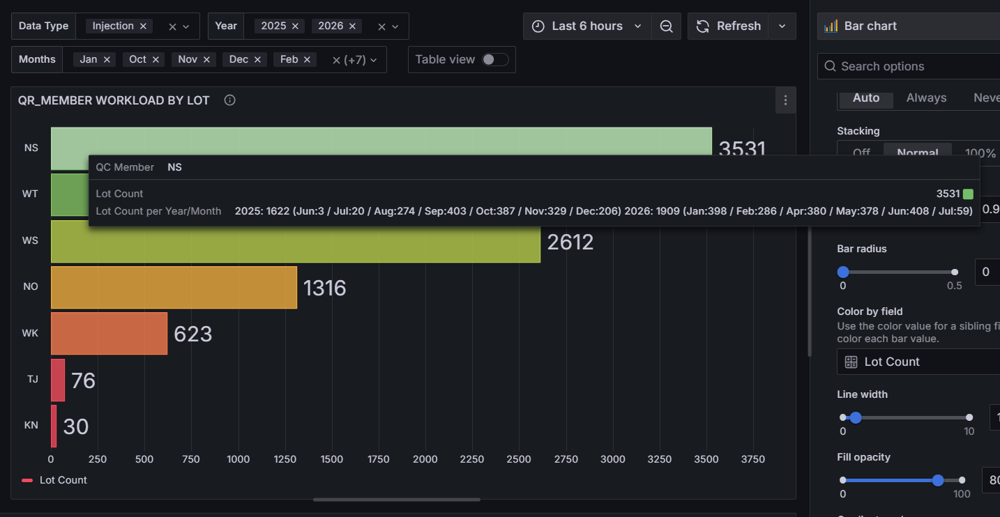 Data Type Injection Year 2025 2026 Last 6 hours Refresh Bar chart
Months Jan Oct Nov Dec Feb (+7) Table view Search options
QR_MEMBER WORKLOAD BY LOT
Auto Always Neve
Stacking
Off Normal 100%
NS 3531
QC Member NS
WT
Lot Count 3531
Lot Count per Year/Month 2025: 1622 (Jun:3 / Jul:20 / Aug:274 / Sep:403 / Oct:387 / Nov:329 / Dec:206) 2026: 1909 (Jan:398 / Feb:286 / Apr:380 / May:378 / Jun:408 / Jul:59)
0.9
WS 2612
Bar radius
0
0 0.5
NO 1316
Color by field
Use the color value for a sibling fi
color each bar value.
Lot Count
WK 623
TJ 76
Line width
0 10
KN 30
0 250 500 750 1000 1250 1500 1750 2000 2250 2500 2750 3000 3250 3500 3750
Lot Count
Fill opacity
80
0 100